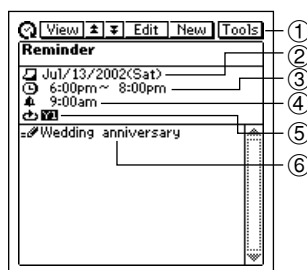 View Edit New Tools ①
Reminder ②
Jul/13/2002(Sat) ③
6:00pm ~ 8:00pm ④
9:00am ⑤
Y1
Wedding anniversary ⑥